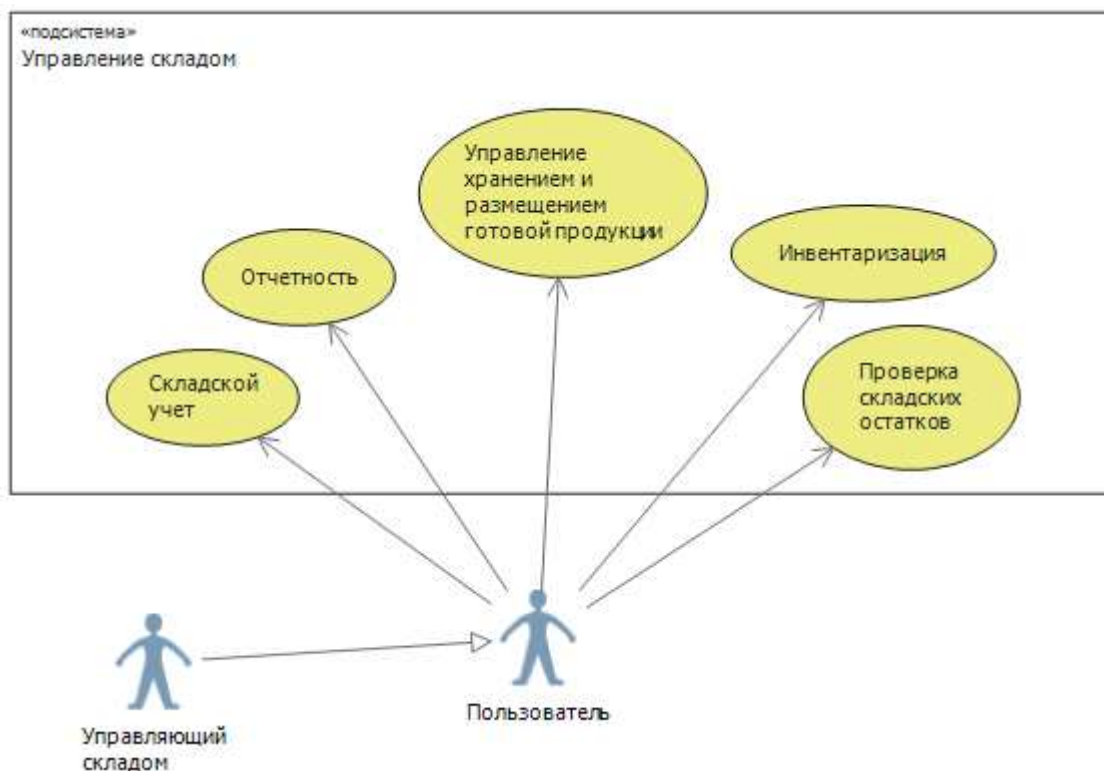 «подсистема»
Управление складом
Управление
хранением и
размещением
готовой продукции
Инвентаризация
Отчетность
Складской
учет
Проверка
складских
остатков
Пользователь
Управляющий
складом